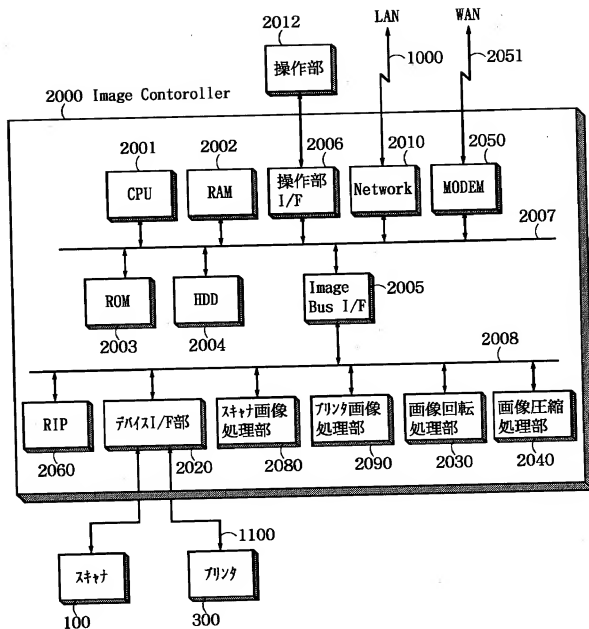 LAN
WAN
2012
操作部
1000
2051
2000 Image Contoroller
2001
2002
2006
2010
2050
CPU
RAM
操作部
I/F
Network
MODEM
2007
ROM
HDD
Image
Bus I/F
2005
2003
2004
2008
RIP
デバイスI/F部
スキャナ画像
処理部
プリンタ画像
処理部
画像回転
処理部
画像圧縮
処理部
2060
2020
2080
2090
2030
2040
1100
スキャナ
プリンタ
100
300